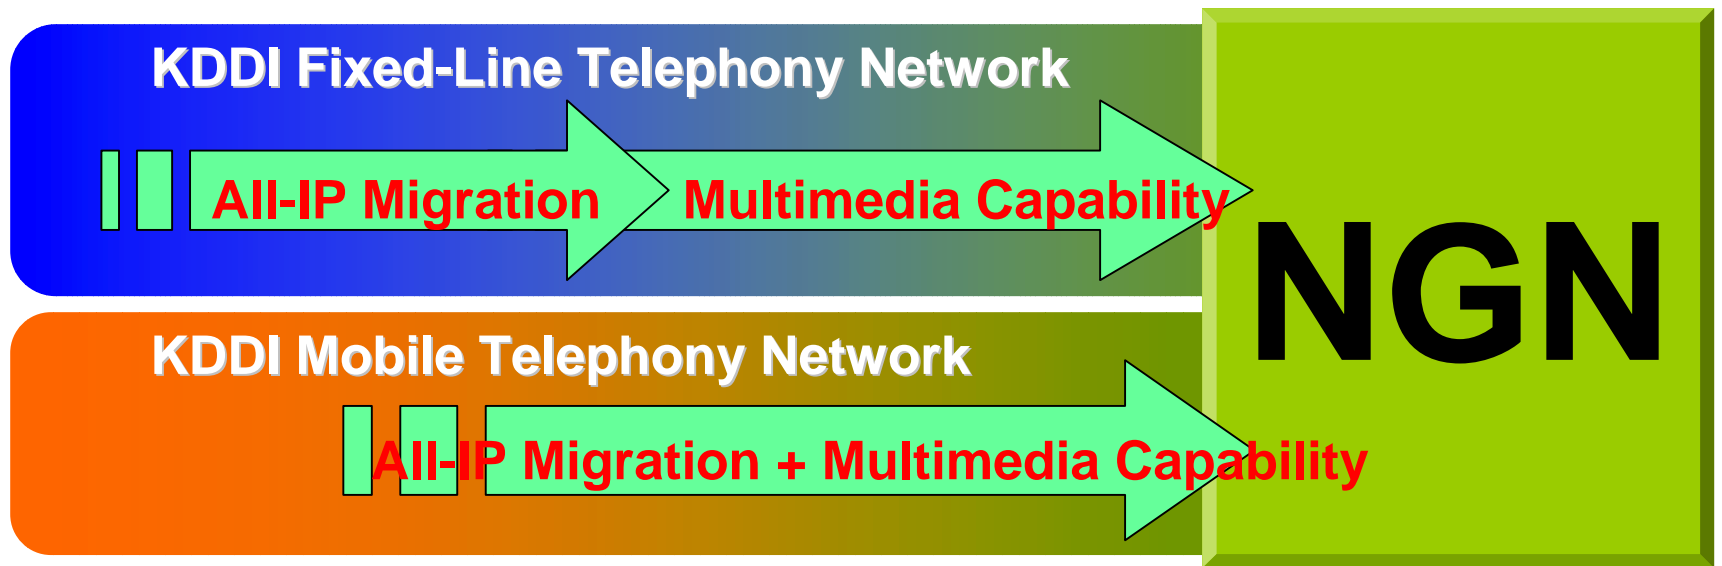 KDDI Fixed-Line Telephony Network
All-IP Migration Multimedia Capability
NGN
KDDI Mobile Telephony Network
All-IP Migration + Multimedia Capability